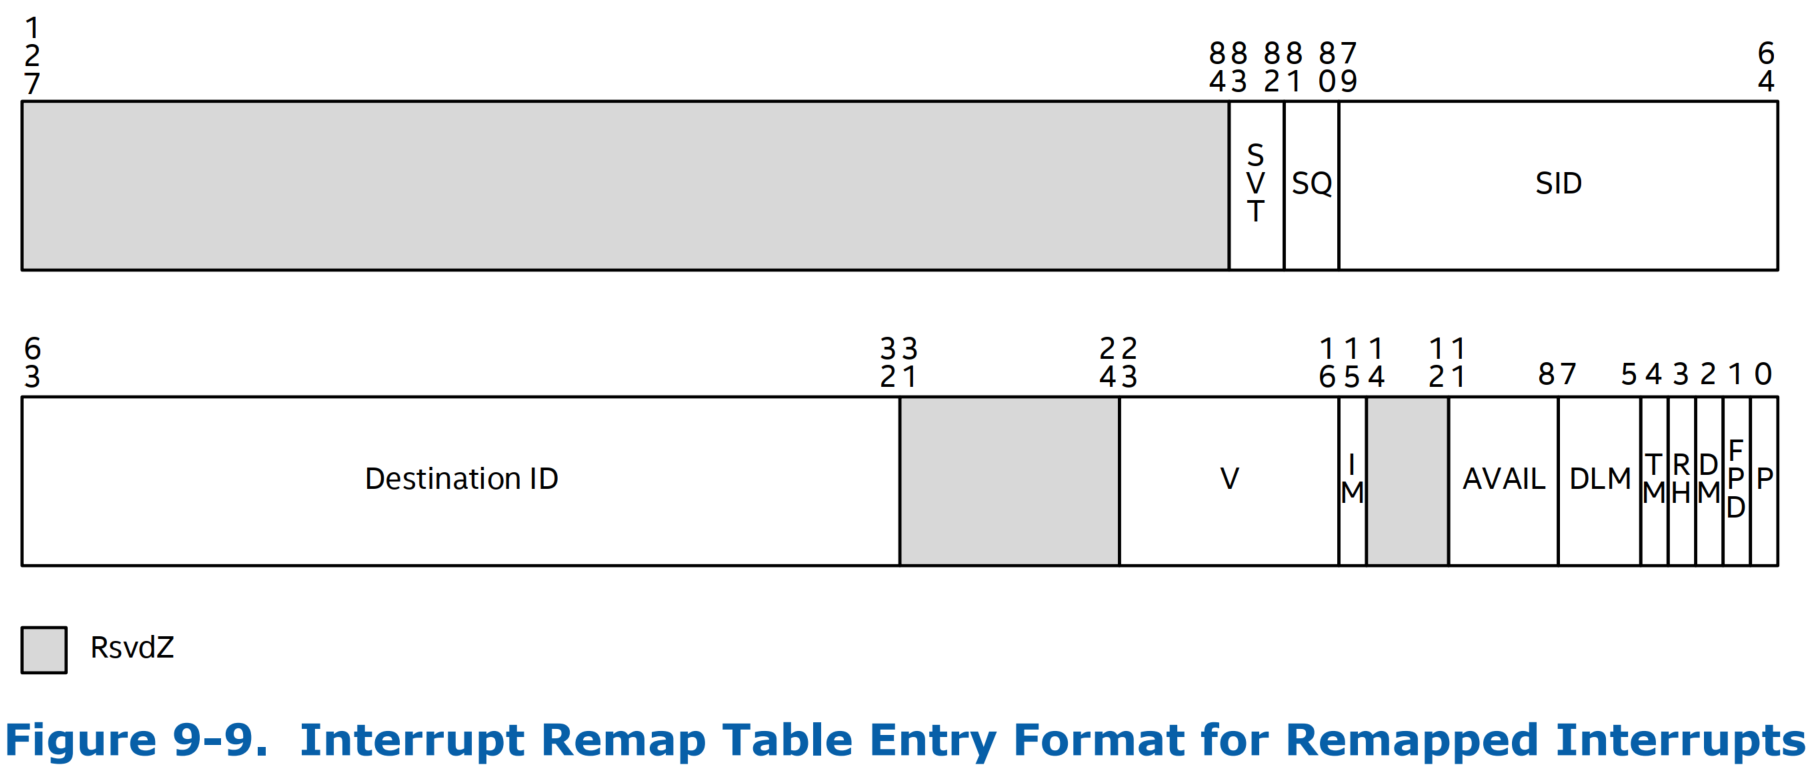 127 84 83 82 81 80 79 64
SVT SQ SID
63 32 31 24 23 16 15 14 12 11 8 7 5 4 3 2 1 0
Destination ID V IM AVAIL DLM TM RH DM FPD P
RsvdZ
Figure 9-9. Interrupt Remap Table Entry Format for Remapped Interrupts